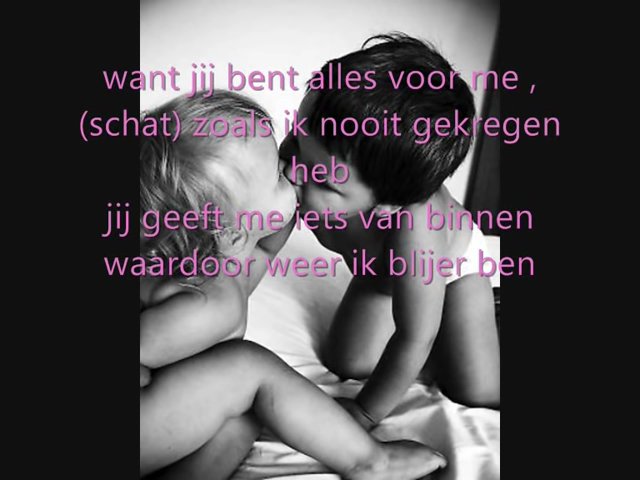 want jij bent alles voor me ,
(schat) zoals ik nooit gekregen
heb
jij geeft me iets van binnen
waardoor weer ik blijer ben